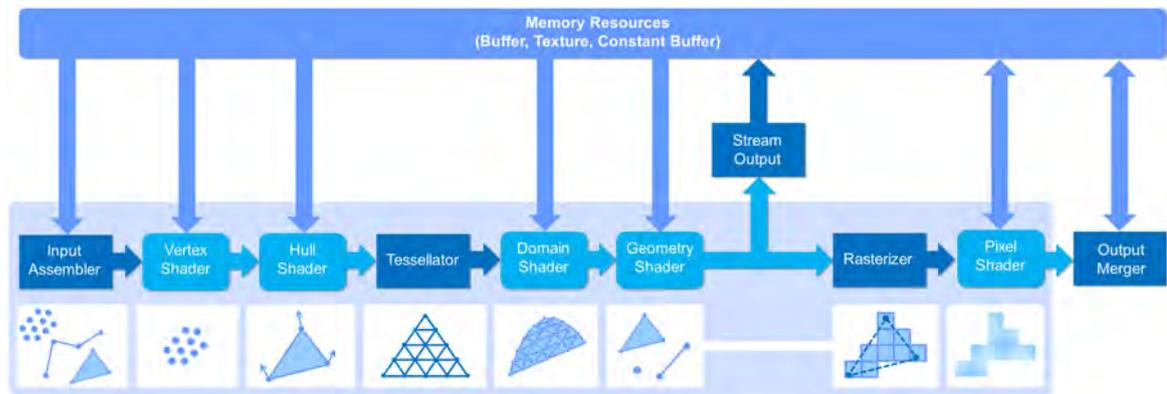 Memory Resources
(Buffer, Texture, Constant Buffer)
Stream
Output
Input
Assembler
Vertex
Shader
Hull
Shader
Tessellator
Domain
Shader
Geometry
Shader
Rasterizer
Pixel
Shader
Output
Merger